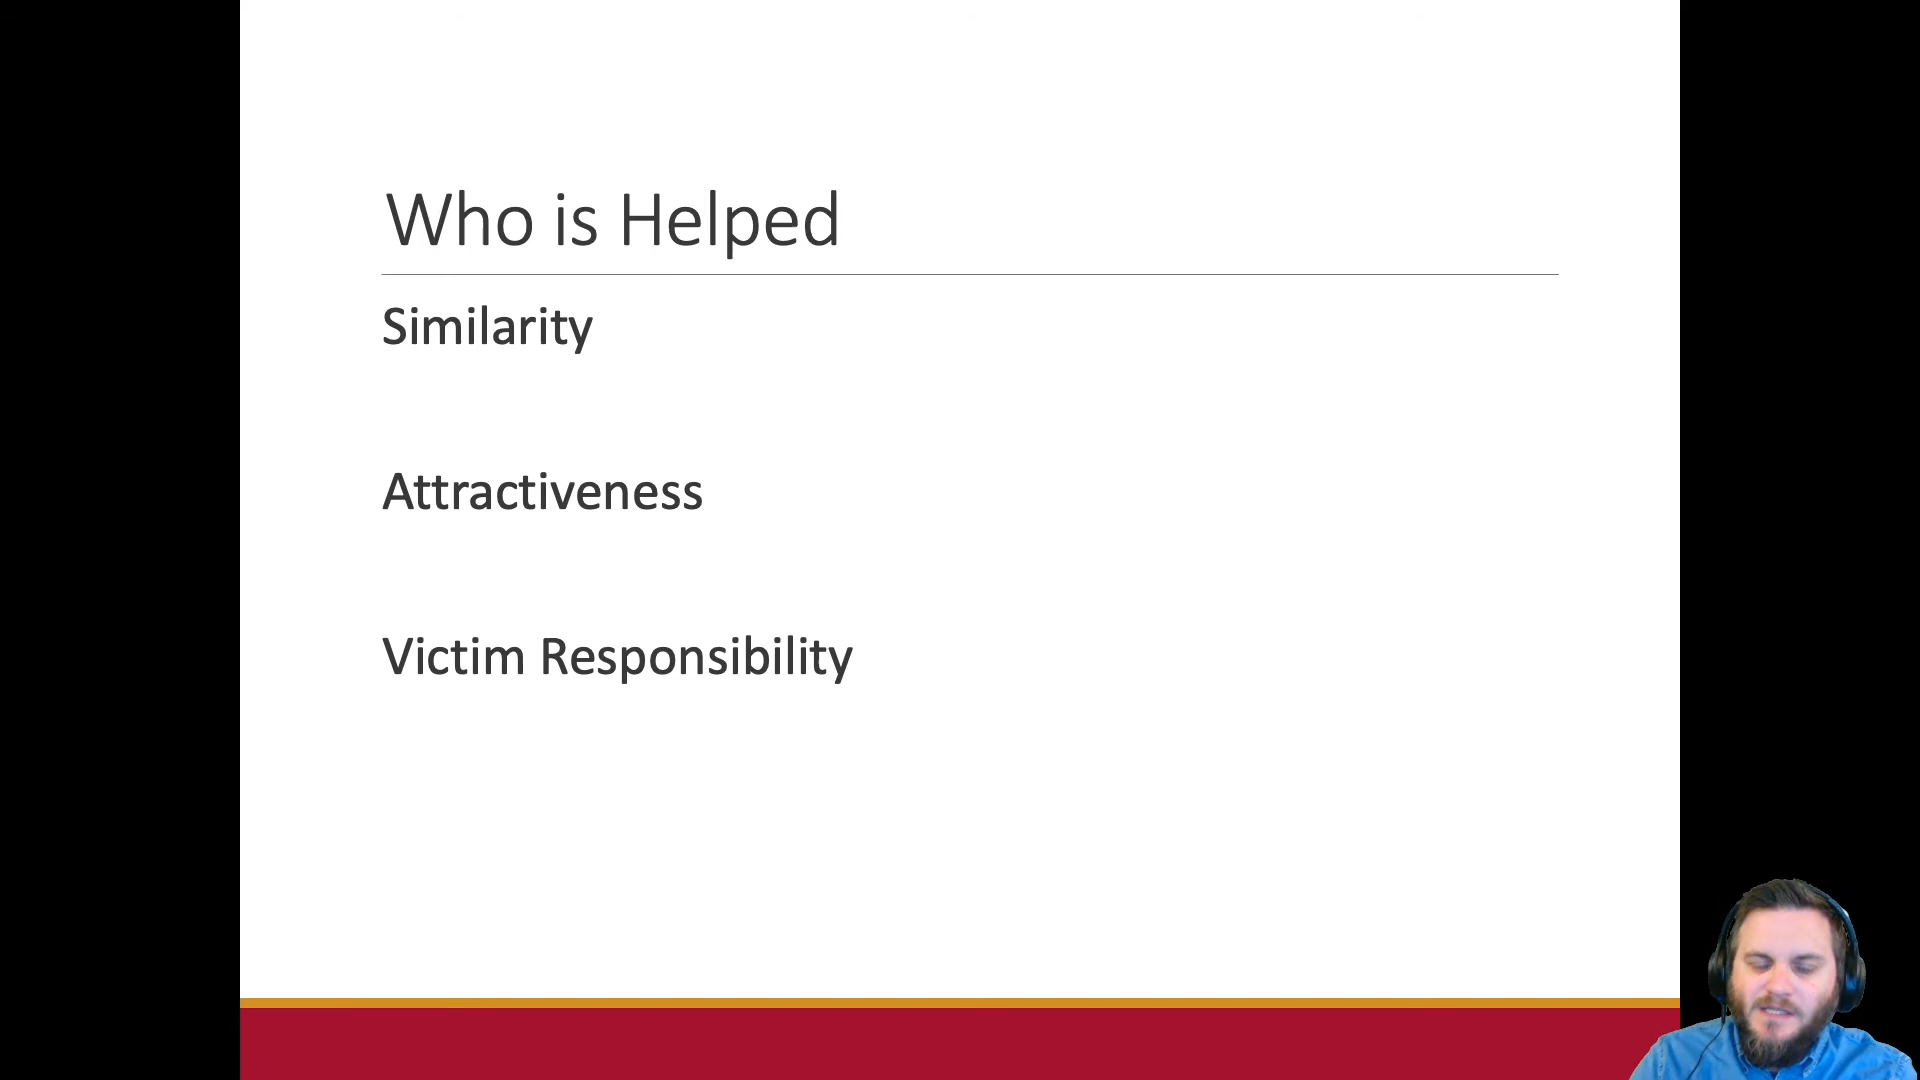 Who is Helped
Similarity
Attractiveness
Victim Responsibility